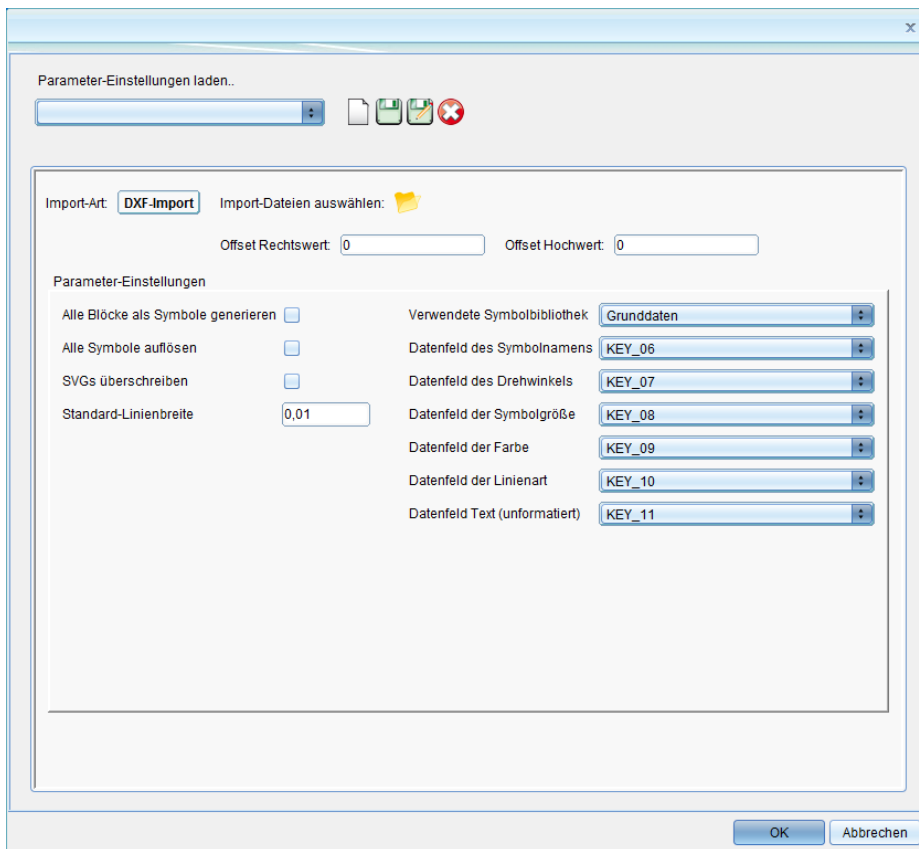 Parameter-Einstellungen laden..
Import-Art: DXF-Import Import-Dateien auswählen:
Offset Rechtswert: 0 Offset Hochwert: 0
Parameter-Einstellungen
Alle Blöcke als Symbole generieren Verwendete Symbolbibliothek Grunddaten
Alle Symbole auflösen Datenfeld des Symbolnamens KEY_06
SVGs überschreiben Datenfeld des Drehwinkels KEY_07
Standard-Linienbreite 0,01 Datenfeld der Symbolgröße KEY_08
Datenfeld der Farbe KEY_09
Datenfeld der Linienart KEY_10
Datenfeld Text (unformatiert) KEY_11
OK Abbrechen